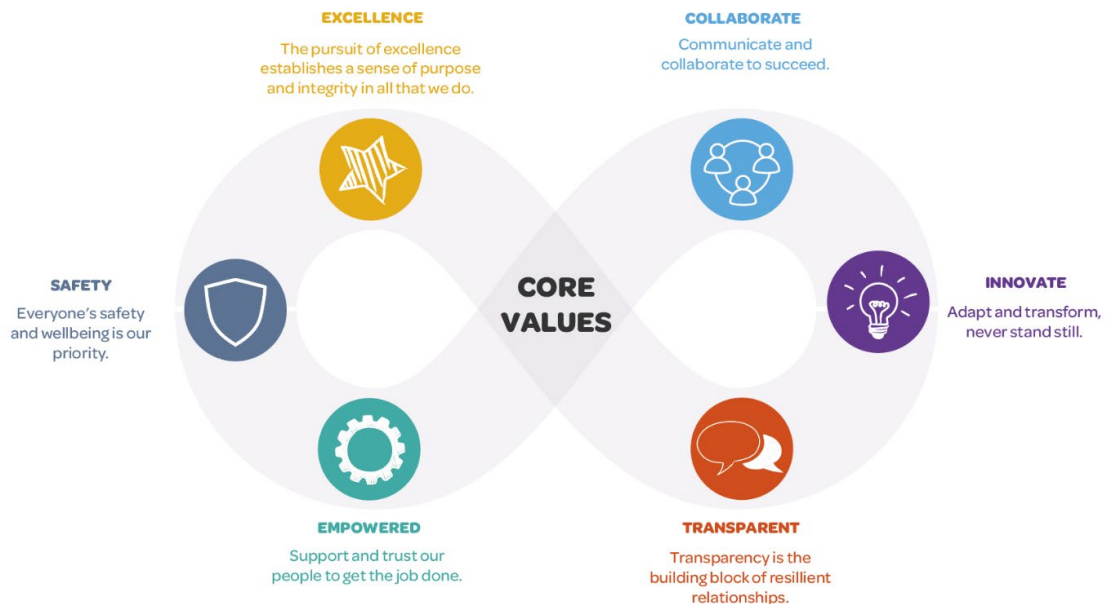 EXCELLENCE
The pursuit of excellence
establishes a sense of purpose
and integrity in all that we do.
COLLABORATE
Communicate and
collaborate to succeed.
SAFETY
Everyone's safety
and wellbeing is our
priority.
CORE
VALUES
INNOVATE
Adapt and transform,
never stand still.
EMPOWERED
Support and trust our
people to get the job done.
TRANSPARENT
Transparency is the
building block of resillient
relationships.